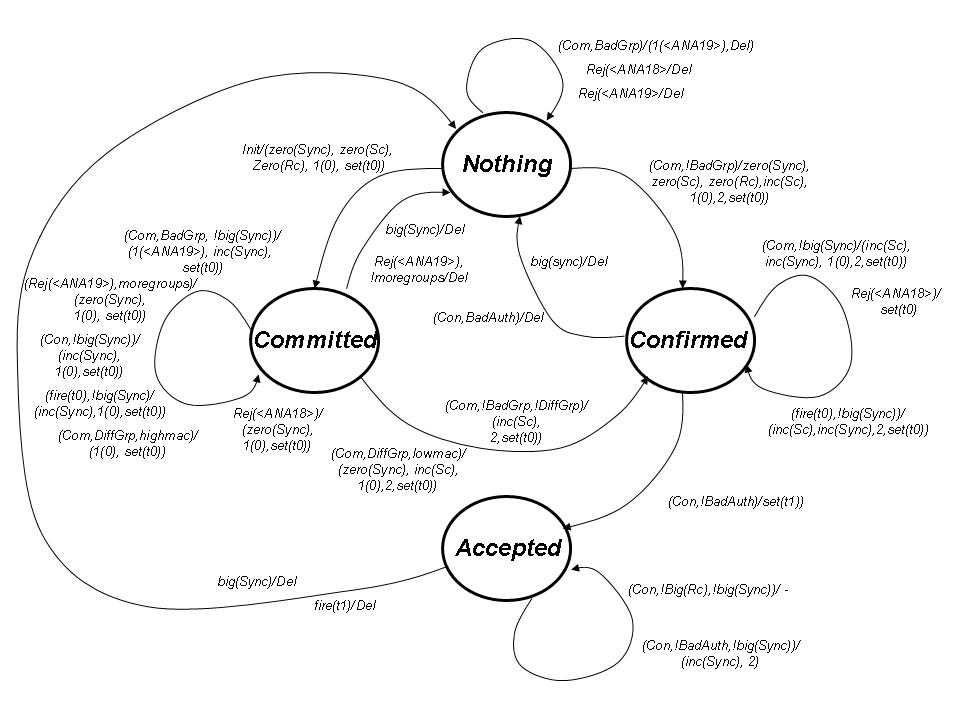 (Com,BadGrp)/(1(<ANA19>),Del)
Rej(<ANA18>/Del
Rej(<ANA19>/Del
Nothing
Init/(zero(Sync), zero(Sc),
Zero(Rc), 1(0), set(t0))
(Com,!BadGrp)/zero(Sync),
zero(Sc), zero(Rc),inc(Sc),
1(0),2,set(t0))
big(Sync)/Del
Rej(<ANA19>),
!moregroups/Del
big(sync)/Del
(Con,BadAuth)/Del
(Com,BadGrp, !big(Sync))/
(1(<ANA19>), inc(Sync),
set(t0))
(Rej(<ANA19>),moregroups)/
(zero(Sync),
1(0), set(t0))
(Con,!big(Sync))/
(inc(Sync),
1(0),set(t0))
(fire(t0),!big(Sync)/
(inc(Sync),1(0),set(t0))
(Com,DiffGrp,highmac)/
(1(0), set(t0))
Committed
Rej(<ANA18>)/
(zero(Sync),
1(0),set(t0))
Confirmed
(Com,!big(Sync)/(inc(Sc),
inc(Sync), 1(0),2,set(t0))
Rej(<ANA18>)/
set(t0)
(fire(t0),!big(Sync))/
(inc(Sc),inc(Sync),2,set(t0))
(Com,!BadGrp,!DiffGrp)/
(inc(Sc),
2,set(t0))
(Com,DiffGrp,lowmac)/
(zero(Sync), inc(Sc),
1(0),2,set(t0))
(Con,!BadAuth)/set(t1))
Accepted
big(Sync)/Del
fire(t1)/Del
(Con,!Big(Rc),!big(Sync))/ -
(Con,!BadAuth,!big(Sync))/
(inc(Sync), 2)